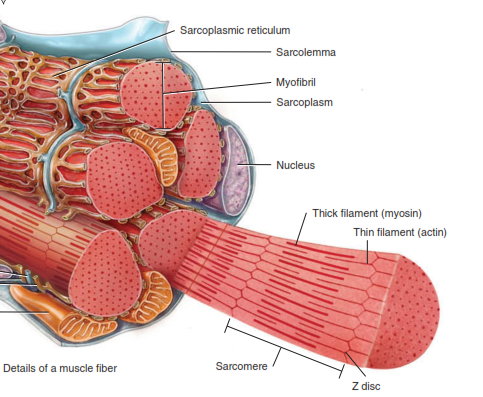 Sarcoplasmic reticulum
Sarcolemma
Myofibril
Sarcoplasm
Nucleus
Thick filament (myosin)
Thin filament (actin)
Sarcomere
Z disc
Details of a muscle fiber